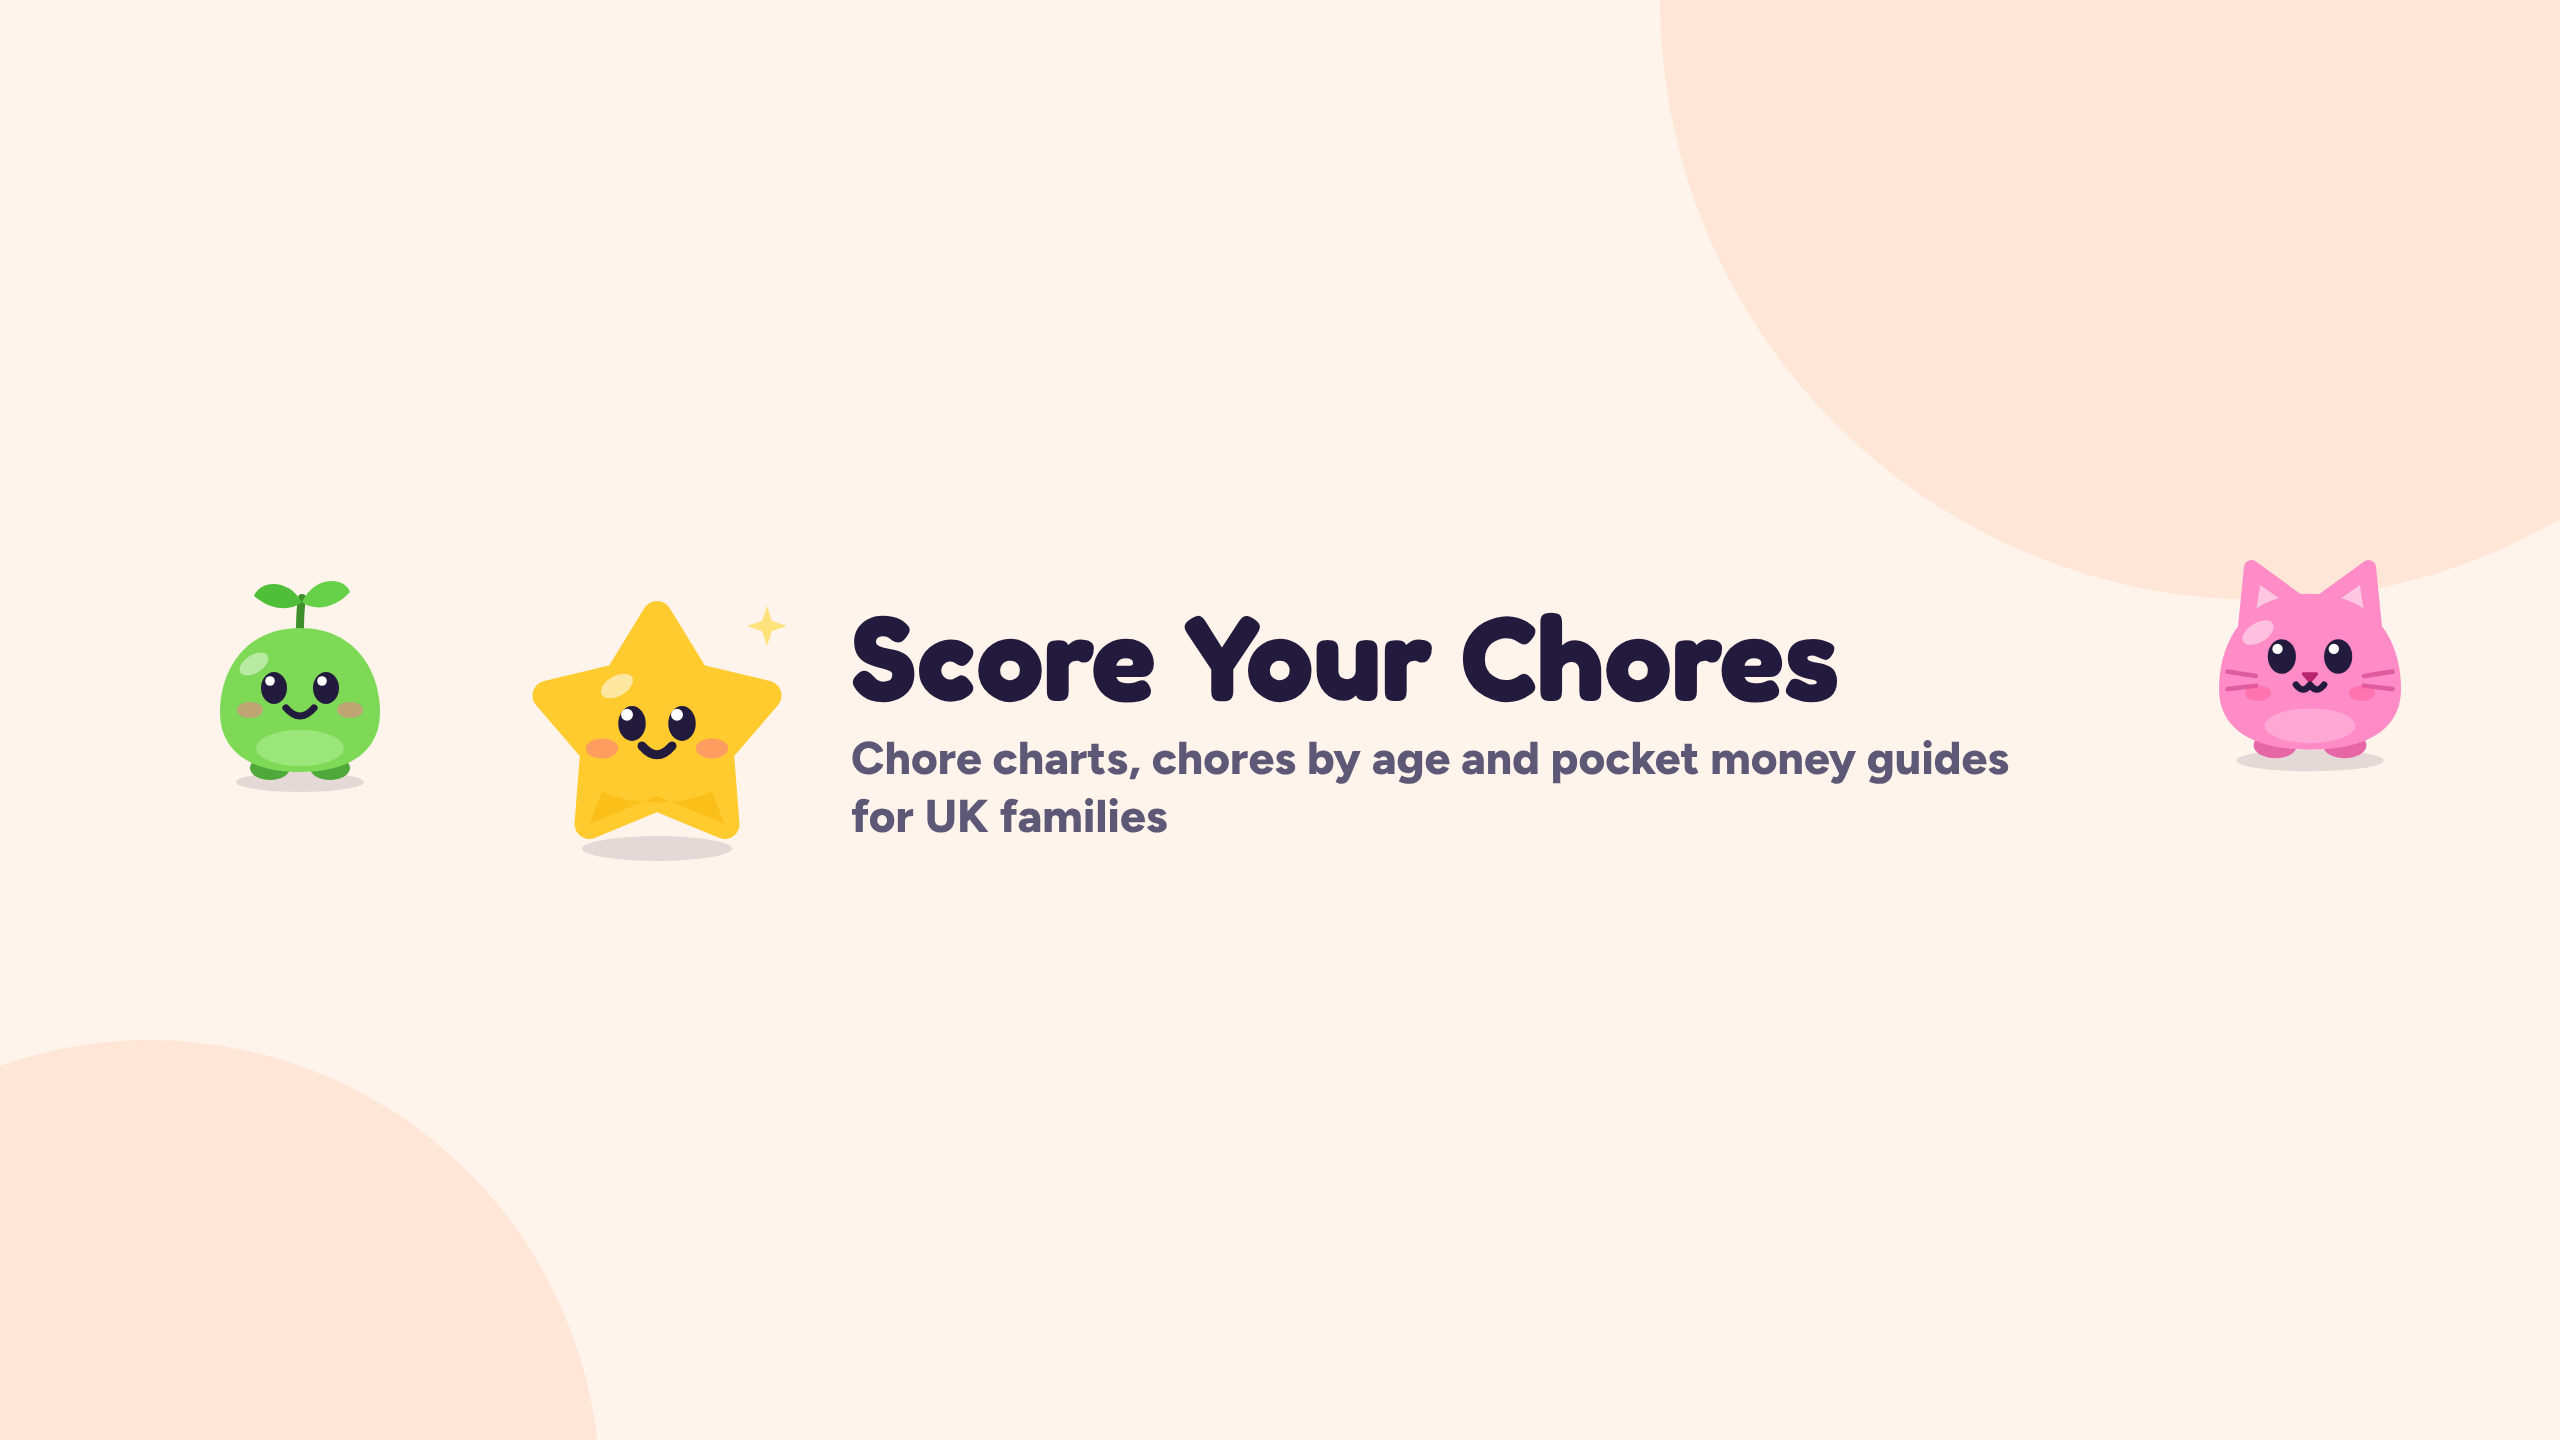 Score Your Chores
Chore charts, chores by age and pocket money guides
for UK families